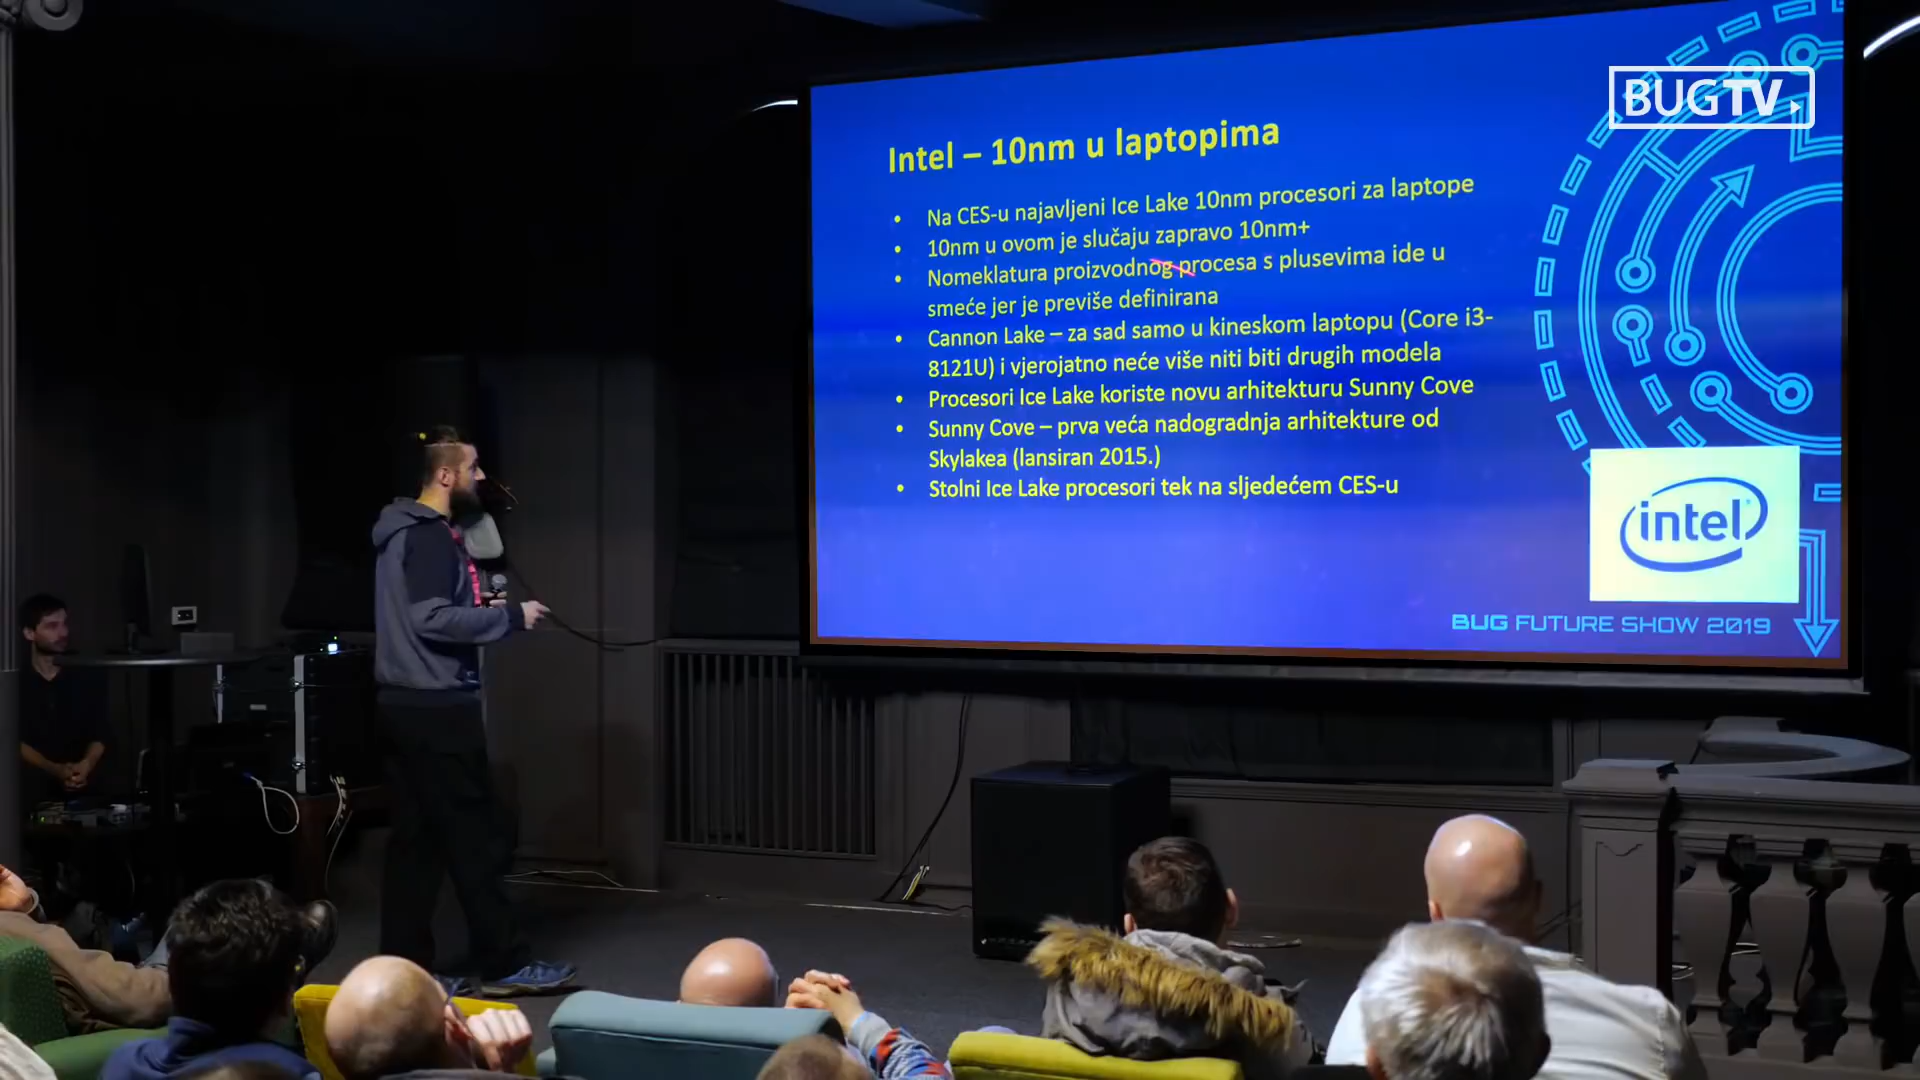 BUGTV
Intel – 10nm u laptopima
• Na CES-u najavljeni Ice Lake 10nm procesori za laptope
• 10nm u ovom je slučaju zapravo 10nm+
• Nomeklatura proizvodnog procesa s plusevima ide u
smeće jer je previše definirana
• Cannon Lake – za sad samo u kineskom laptopu (Core i3-
8121U) i vjerojatno neće više niti biti drugih modela
• Procesori Ice Lake koriste novu arhitekturu Sunny Cove
• Sunny Cove – prva veća nadogradnja arhitekture od
Skylakea (lansiran 2015.)
• Stolni Ice Lake procesori tek na sljedećem CES-u
intel
BUG FUTURE SHOW 2019